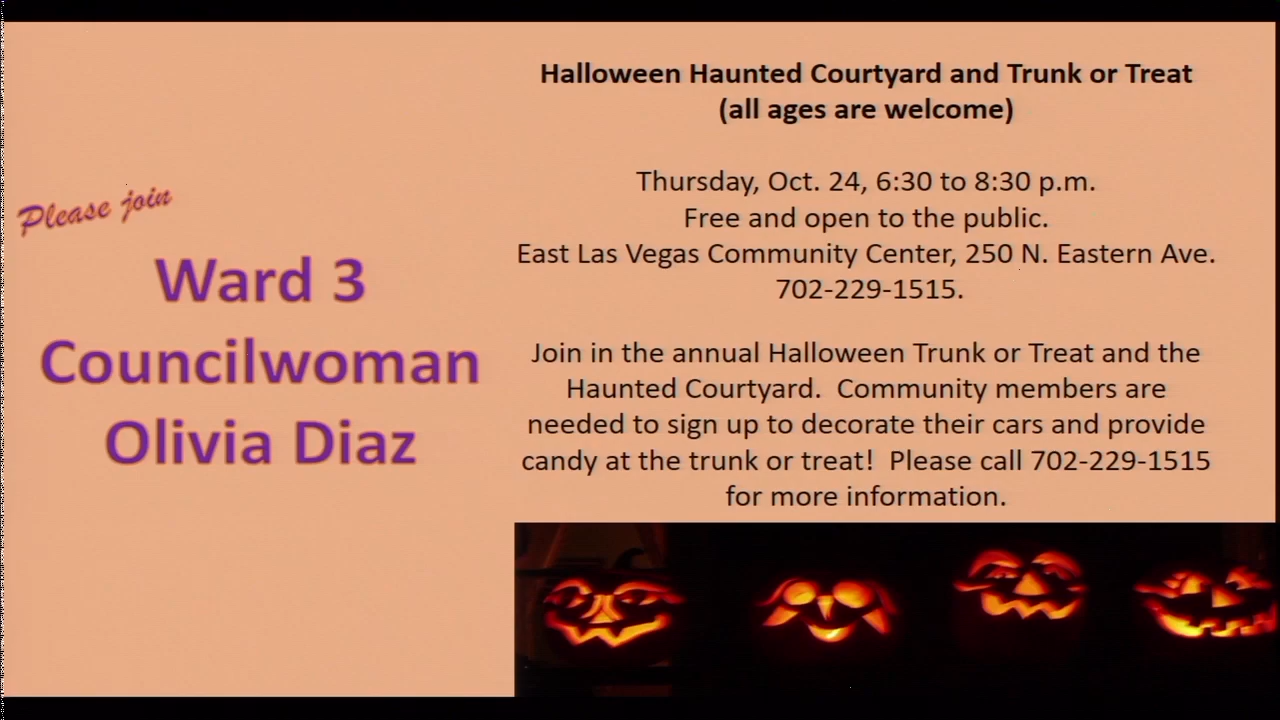 Please join
Ward 3
Councilwoman
Olivia Diaz
Halloween Haunted Courtyard and Trunk or Treat
(all ages are welcome)
Thursday, Oct. 24, 6:30 to 8:30 p.m.
Free and open to the public.
East Las Vegas Community Center, 250 N. Eastern Ave.
702-229-1515.
Join in the annual Halloween Trunk or Treat and the
Haunted Courtyard.  Community members are
needed to sign up to decorate their cars and provide
candy at the trunk or treat!  Please call 702-229-1515
for more information.